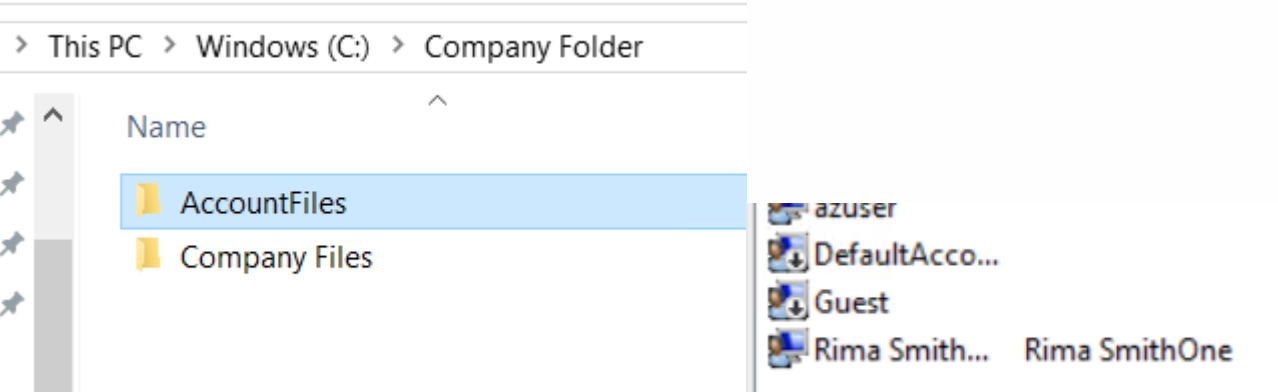 > This PC > Windows (C:) > Company Folder
Name
AccountFiles
Company Files
azuser
DefaultAcco...
Guest
Rima Smith... Rima SmithOne